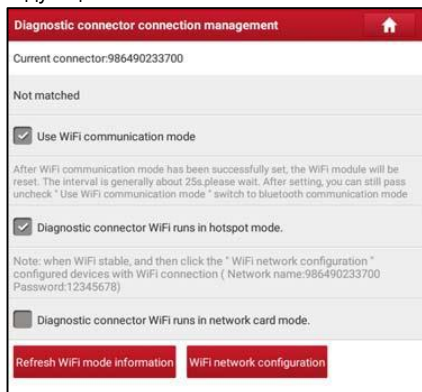 Diagnostic connector connection management
Current connector:986490233700
Not matched
Use WiFi communication mode
After WiFi communication mode has been successfully set, the WiFi module will be
reset. The interval is generally about 25s.please wait. After setting, you can still pass
uncheck " Use WiFi communication mode " switch to bluetooth communication mode
Diagnostic connector WiFi runs in hotspot mode.
Note: when WiFi stable, and then click the " WiFi network configuration "
configured devices with WiFi connection ( Network name:986490233700
Password:12345678)
Diagnostic connector WiFi runs in network card mode.
Refresh WiFi mode information WiFi network configuration